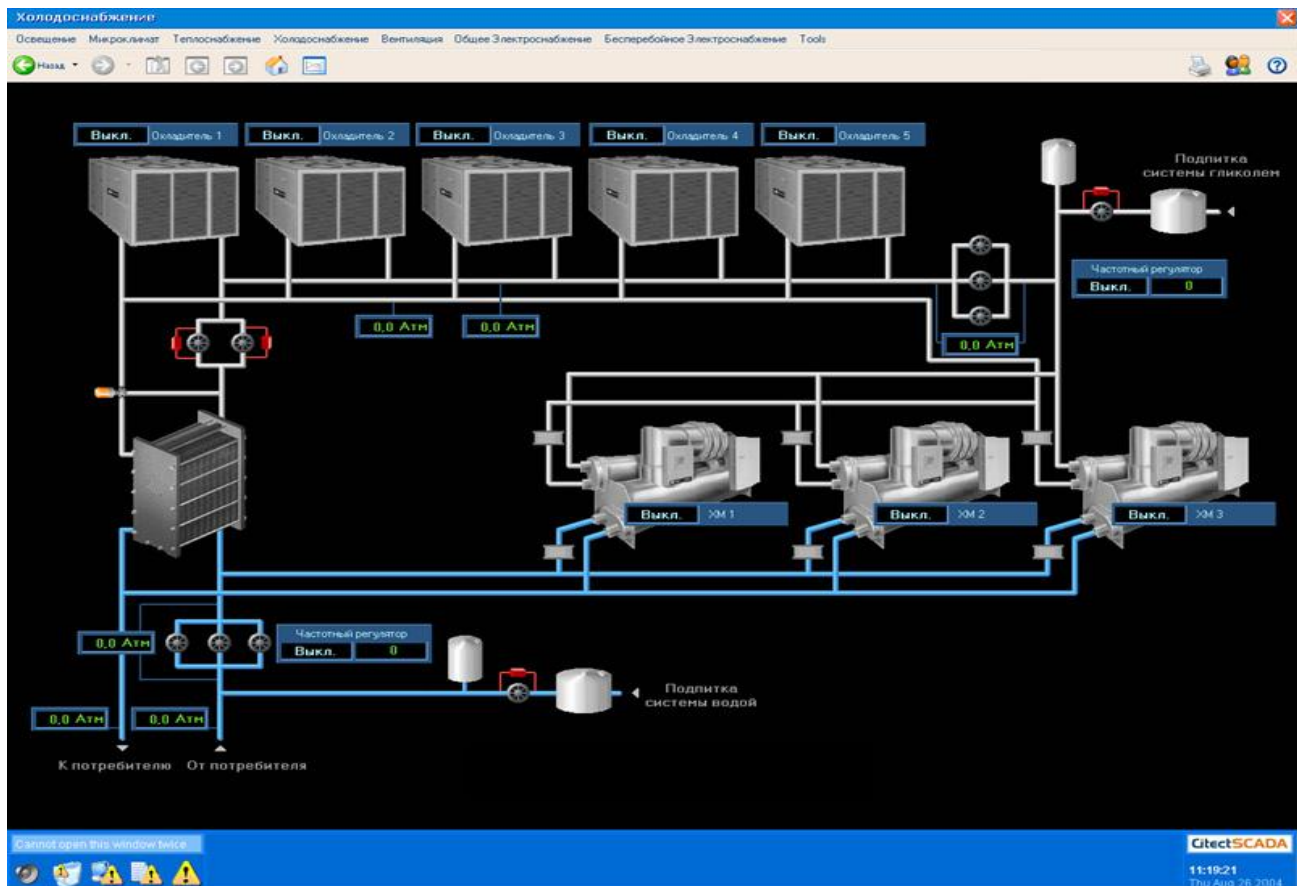 Холодоснабжение
Освещение Микроклимат Теплоснабжение Холодоснабжение Вентиляция Общее Электроснабжение Бесперебойное Электроснабжение Tools
Назад
Выкл. Охладитель 1 Выкл. Охладитель 2 Выкл. Охладитель 3 Выкл. Охладитель 4 Выкл. Охладитель 5
Подпитка
системы гликолем
Частотный регулятор
Выкл. 0
0,0 Атм 0,0 Атм
0,0 Атм
Выкл. ХМ 1 Выкл. ХМ 2 Выкл. ХМ 3
Частотный регулятор
0,0 Атм Выкл. 0
Подпитка
системы водой
0,0 Атм 0,0 Атм
К потребителю От потребителя
Cannot open this window twice
CitectSCADA
11:19:21
Thu Aug 26 2004